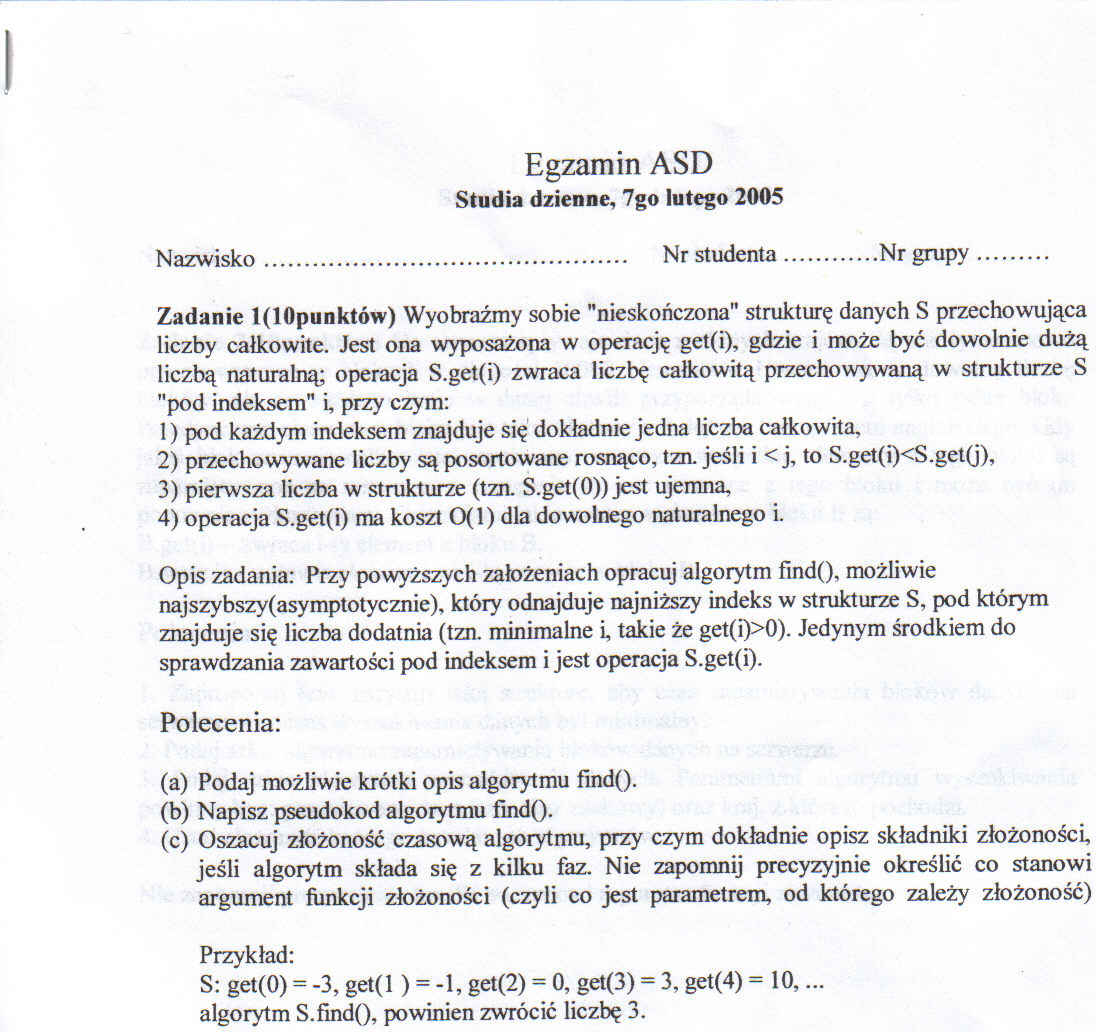 Egzamin ASD
Studia dzienne, 7go lutego 2005
Nazwisko ............................................ Nr studenta ............Nr grupy .........
Zadanie 1(10punktów) Wyobraźmy sobie "nieskończona" strukturę danych S przechowująca
liczby całkowite. Jest ona wyposażona w operację get(i), gdzie i może być dowolnie dużą
liczbą naturalną; operacja S.get(i) zwraca liczbę całkowitą przechowywaną w strukturze S
"pod indeksem" i, przy czym:
1) pod każdym indeksem znajduje się dokładnie jedna liczba całkowita,
2) przechowywane liczby są posortowane rosnąco, tzn. jeśli i < j, to S.get(i)<S.get(j),
3) pierwsza liczba w strukturze (tzn. S.get(0)) jest ujemna,
4) operacja S.get(i) ma koszt O(1) dla dowolnego naturalnego i.
Opis zadania: Przy powyższych założeniach opracuj algorytm find(), możliwie
najszybszy(asymptotycznie), który odnajduje najniższy indeks w strukturze S, pod którym
znajduje się liczba dodatnia (tzn. minimalne i, takie że get(i)>0). Jedynym środkiem do
sprawdzania zawartości pod indeksem i jest operacja S.get(i).
Polecenia:
(a) Podaj możliwie krótki opis algorytmu find().
(b) Napisz pseudokod algorytmu find().
(c) Oszacuj złożoność czasową algorytmu, przy czym dokładnie opisz składniki złożoności,
jeśli algorytm składa się z kilku faz. Nie zapomnij precyzyjnie określić co stanowi
argument funkcji złożoności (czyli co jest parametrem, od którego zależy złożoność)
Przykład:
S: get(0) = -3, get(1 ) = -1, get(2) = 0, get(3) = 3, get(4) = 10, ...
algorytm S.find(), powinien zwrócić liczbę 3.